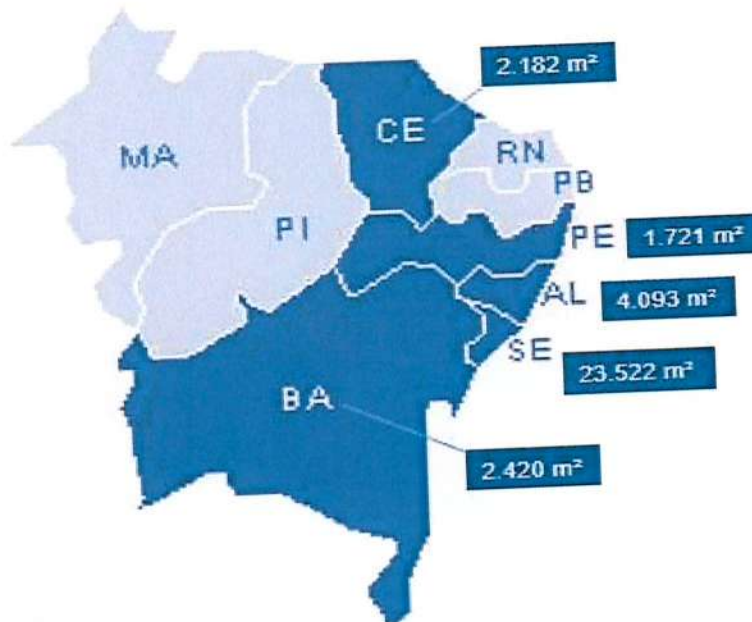 2.182 m²
CE
MA
RN
PB
PI
PE
1.721 m²
AL
4.093 m²
SE
23.522 m²
BA
2.420 m²